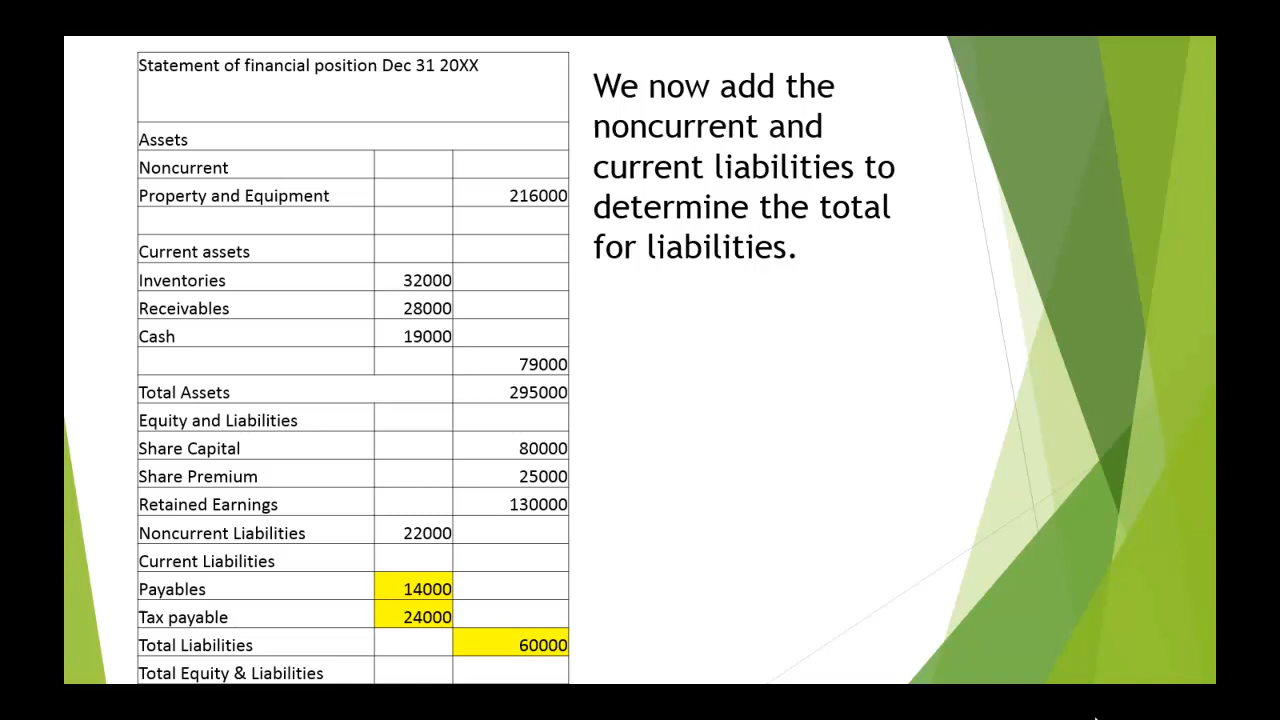 Statement of financial position Dec 31 20XX
Assets
Noncurrent
Property and Equipment 216000
Current assets
Inventories 32000
Receivables 28000
Cash 19000
79000
Total Assets 295000
Equity and Liabilities
Share Capital 80000
Share Premium 25000
Retained Earnings 130000
Noncurrent Liabilities 22000
Current Liabilities
Payables 14000
Tax payable 24000
Total Liabilities 60000
Total Equity & Liabilities
We now add the
noncurrent and
current liabilities to
determine the total
for liabilities.